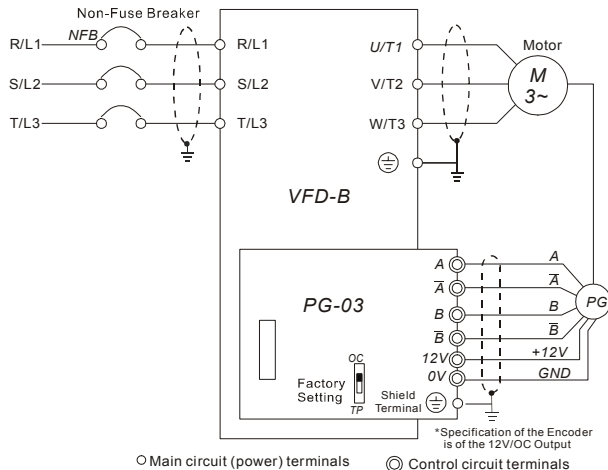 Non-Fuse Breaker
R/L1 NFB R/L1 U/T1 Motor
S/L2 S/L2 V/T2 M
3~
T/L3 T/L3 W/T3
VFD-B
PG-03
A A
A̅ A̅
B B PG
B̅ B̅
12V +12V
0V GND
OC
Factory
Setting
TP
Shield
Terminal
*Specification of the Encoder
is of the 12V/OC Output
Main circuit (power) terminals Control circuit terminals